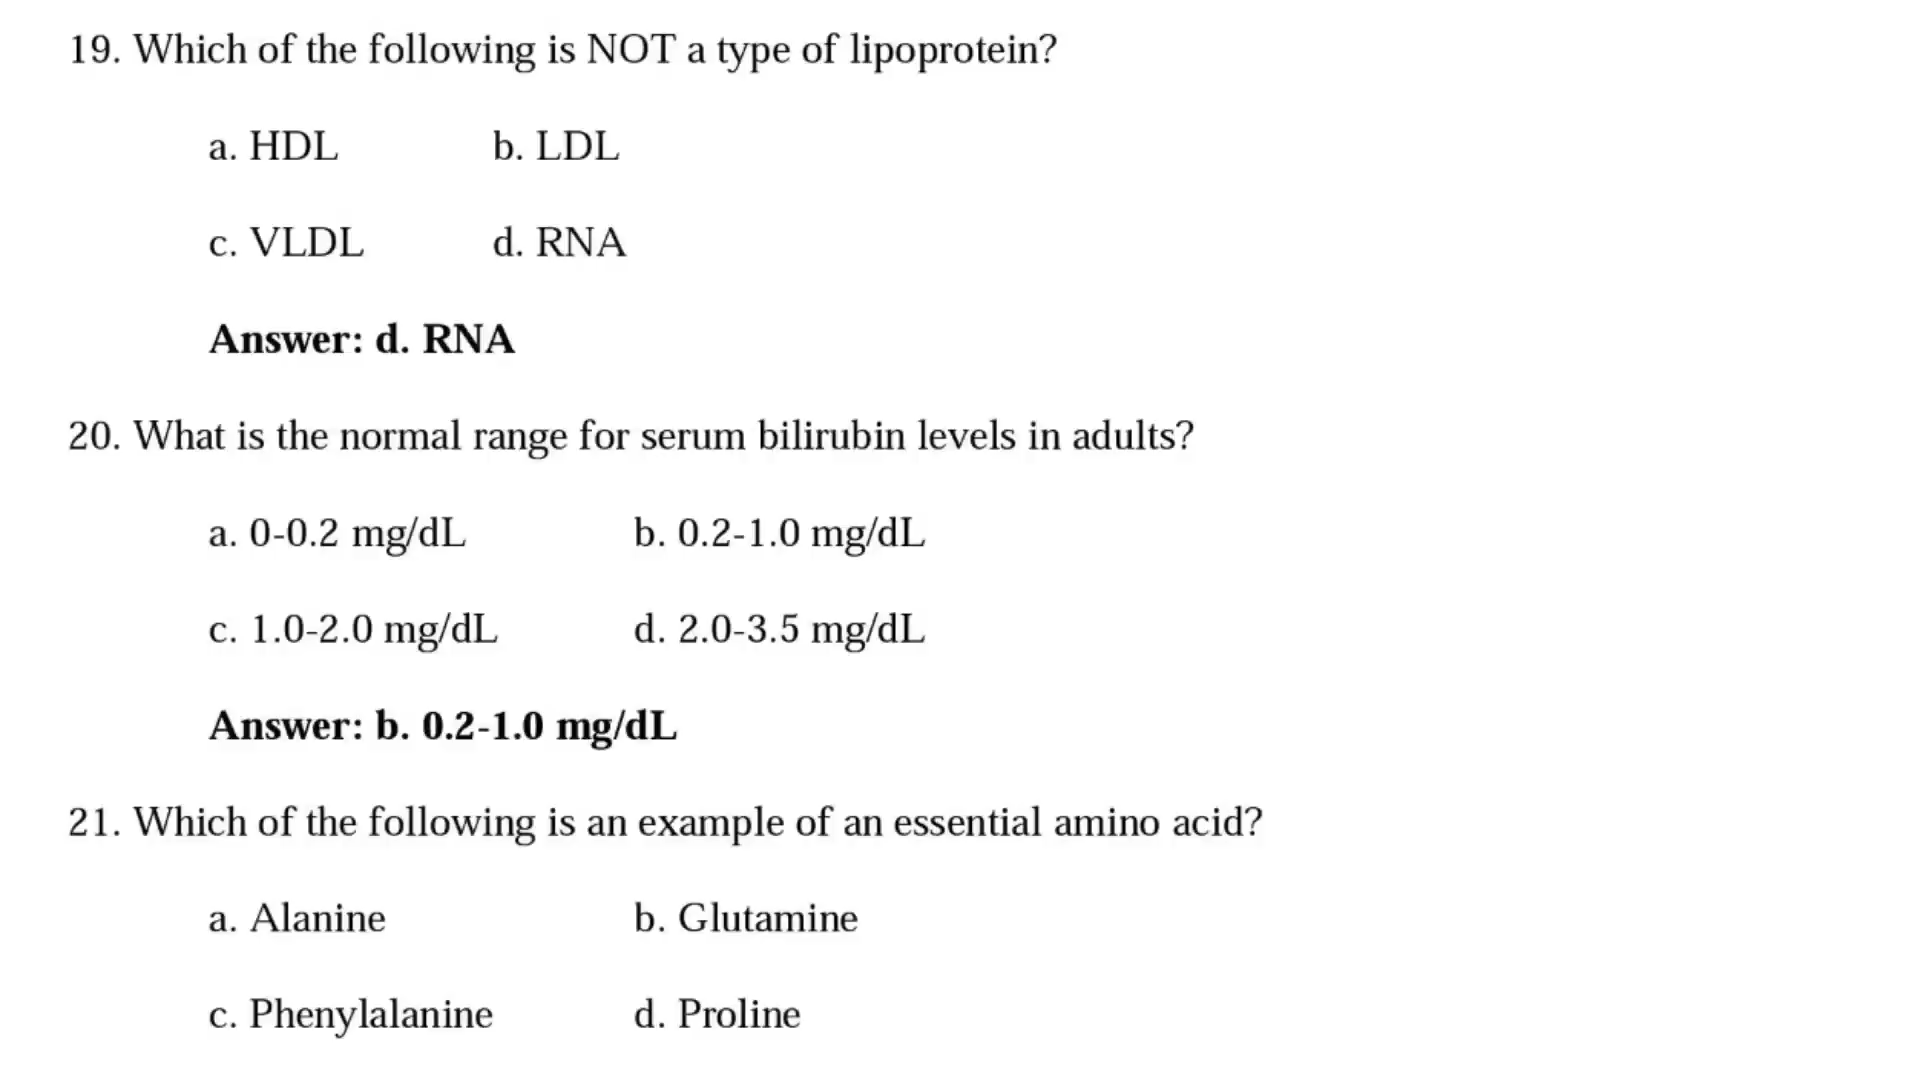 19. Which of the following is NOT a type of lipoprotein?
a. HDL b. LDL
c. VLDL d. RNA
Answer: d. RNA
20. What is the normal range for serum bilirubin levels in adults?
a. 0-0.2 mg/dL b. 0.2-1.0 mg/dL
c. 1.0-2.0 mg/dL d. 2.0-3.5 mg/dL
Answer: b. 0.2-1.0 mg/dL
21. Which of the following is an example of an essential amino acid?
a. Alanine b. Glutamine
c. Phenylalanine d. Proline